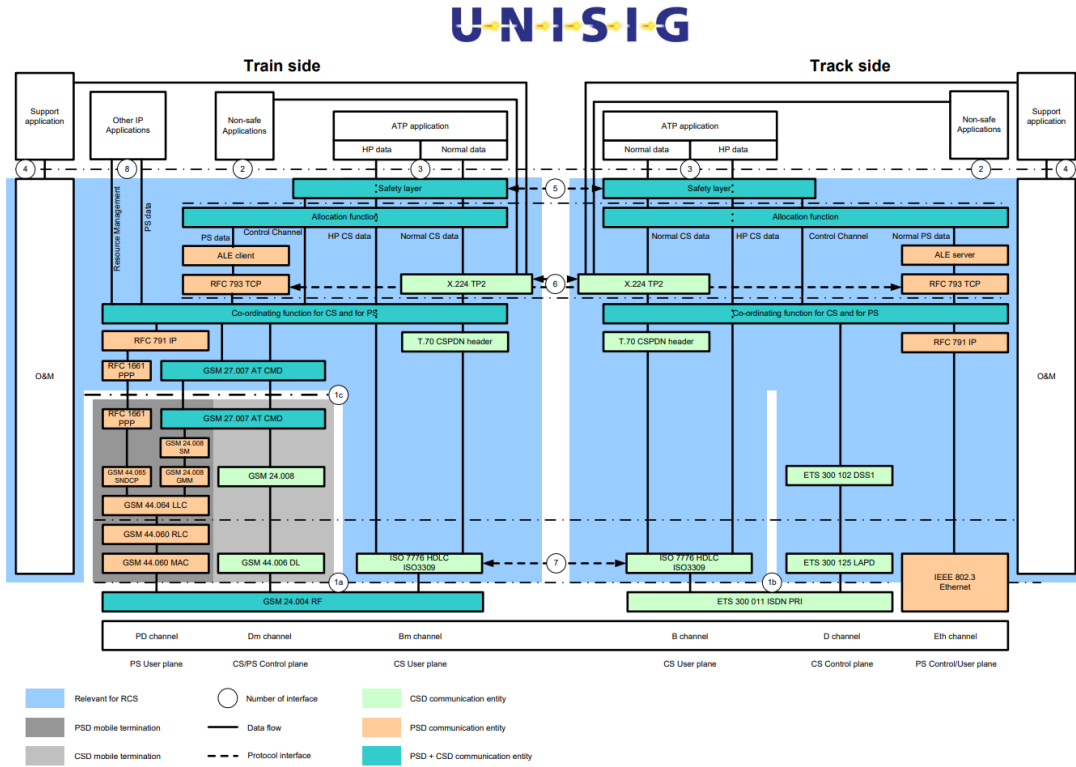 UNISIG
Train side
Track side
Support
application
Other IP
Applications
Non-safe
Applications
ATP application
HP data
Normal data
ATP application
Normal data
HP data
Non-safe
Applications
Support
application
4
8
2
3
3
2
4
Safety layer
5
Safety layer
Resource Management
PS data
Allocation function
Allocation function
PS data
Control Channel
HP CS data
Normal CS data
Normal CS data
HP CS data
Control Channel
Normal PS data
ALE client
ALE server
RFC 793 TCP
X.224 TP2
6
X.224 TP2
RFC 793 TCP
Co-ordinating function for CS and for PS
Co-ordinating function for CS and for PS
RFC 791 IP
T.70 CSPDN header
T.70 CSPDN header
RFC 791 IP
O&M
RFC 1661
PPP
GSM 27.007 AT CMD
O&M
1c
RFC 1661
PPP
GSM 27.007 AT CMD
GSM 24.008
SM
GSM 44.065
SNDCP
GSM 24.008
GMM
GSM 24.008
ETS 300 102 DSS1
GSM 44.064 LLC
GSM 44.060 RLC
GSM 44.060 MAC
GSM 44.006 DL
ISO 7776 HDLC
ISO3309
7
ISO 7776 HDLC
ISO3309
ETS 300 125 LAPD
IEEE 802.3
Ethernet
1a
1b
GSM 24.004 RF
ETS 300 011 ISDN PRI
PD channel
Dm channel
Bm channel
B channel
D channel
Eth channel
PS User plane
CS/PS Control plane
CS User plane
CS User plane
CS Control plane
PS Control/User plane
Relevant for RCS
Number of interface
CSD communication entity
PSD mobile termination
Data flow
PSD communication entity
CSD mobile termination
Protocol interface
PSD + CSD communication entity